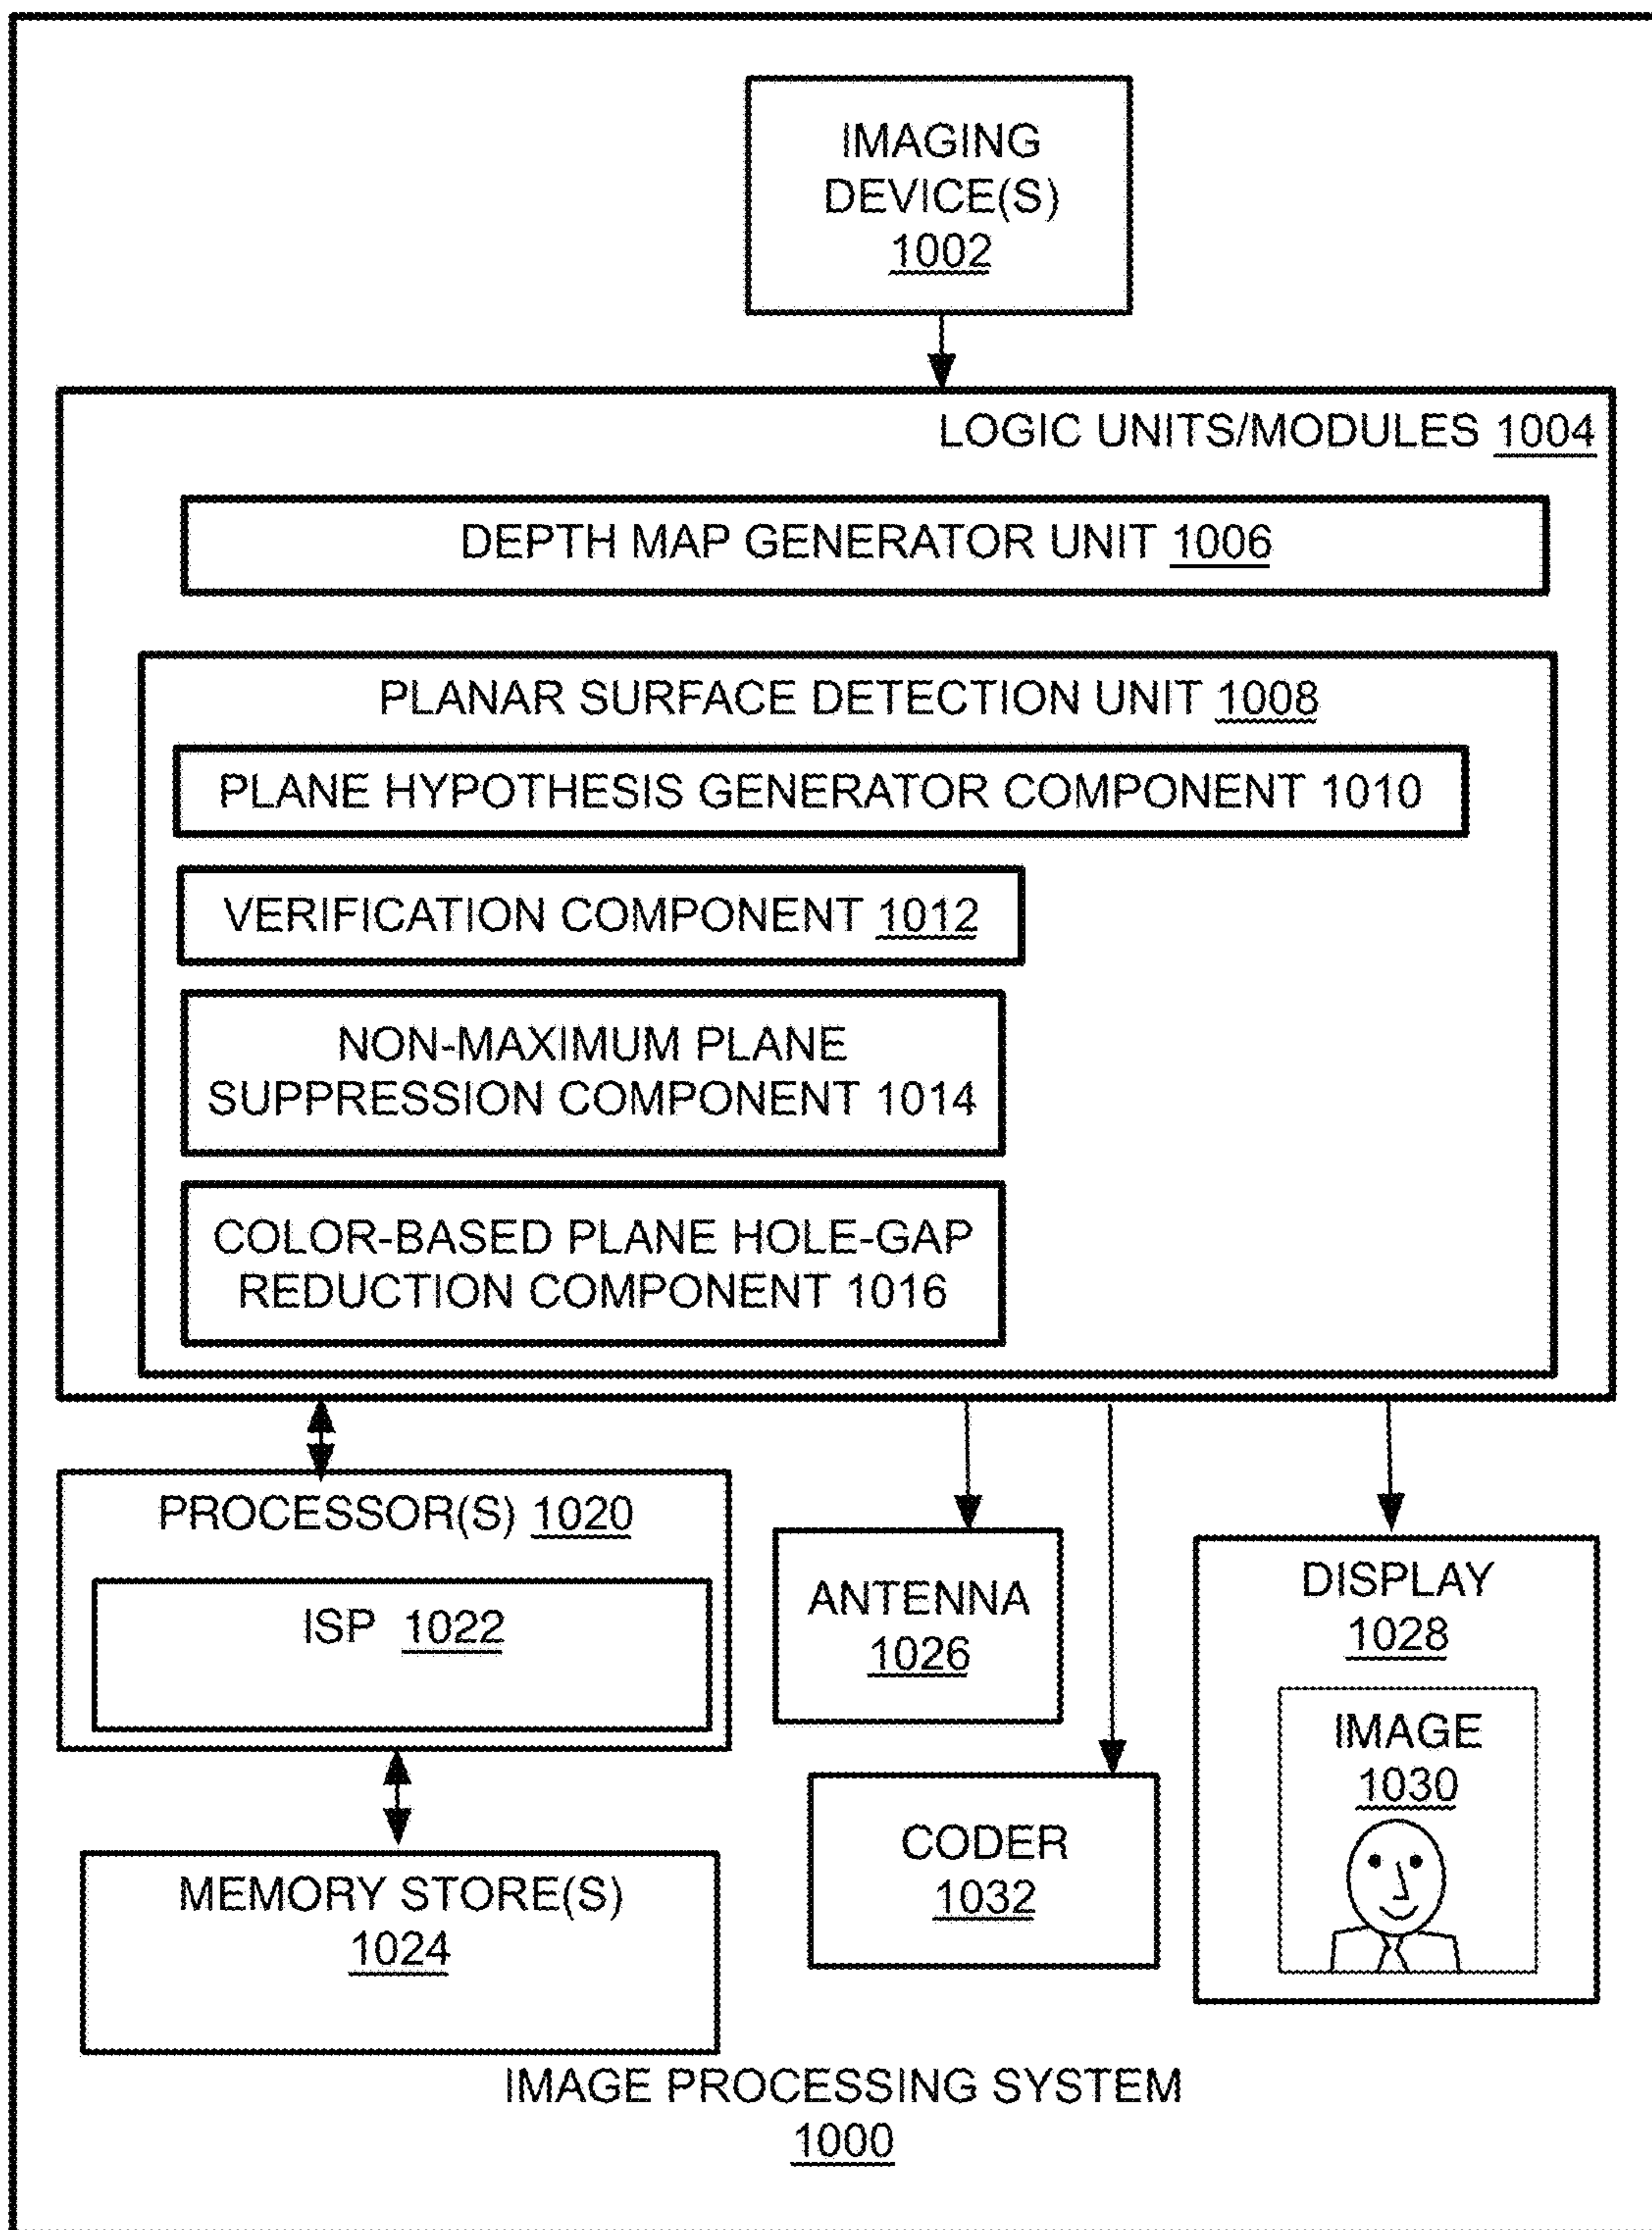 IMAGING
DEVICE(S)
1002
LOGIC UNITS/MODULES 1004
DEPTH MAP GENERATOR UNIT 1006
PLANAR SURFACE DETECTION UNIT 1008
PLANE HYPOTHESIS GENERATOR COMPONENT 1010
VERIFICATION COMPONENT 1012
NON-MAXIMUM PLANE
SUPPRESSION COMPONENT 1014
COLOR-BASED PLANE HOLE-GAP
REDUCTION COMPONENT 1016
PROCESSOR(S) 1020
ISP 1022
MEMORY STORE(S)
1024
ANTENNA
1026
CODER
1032
DISPLAY
1028
IMAGE
1030
IMAGE PROCESSING SYSTEM
1000